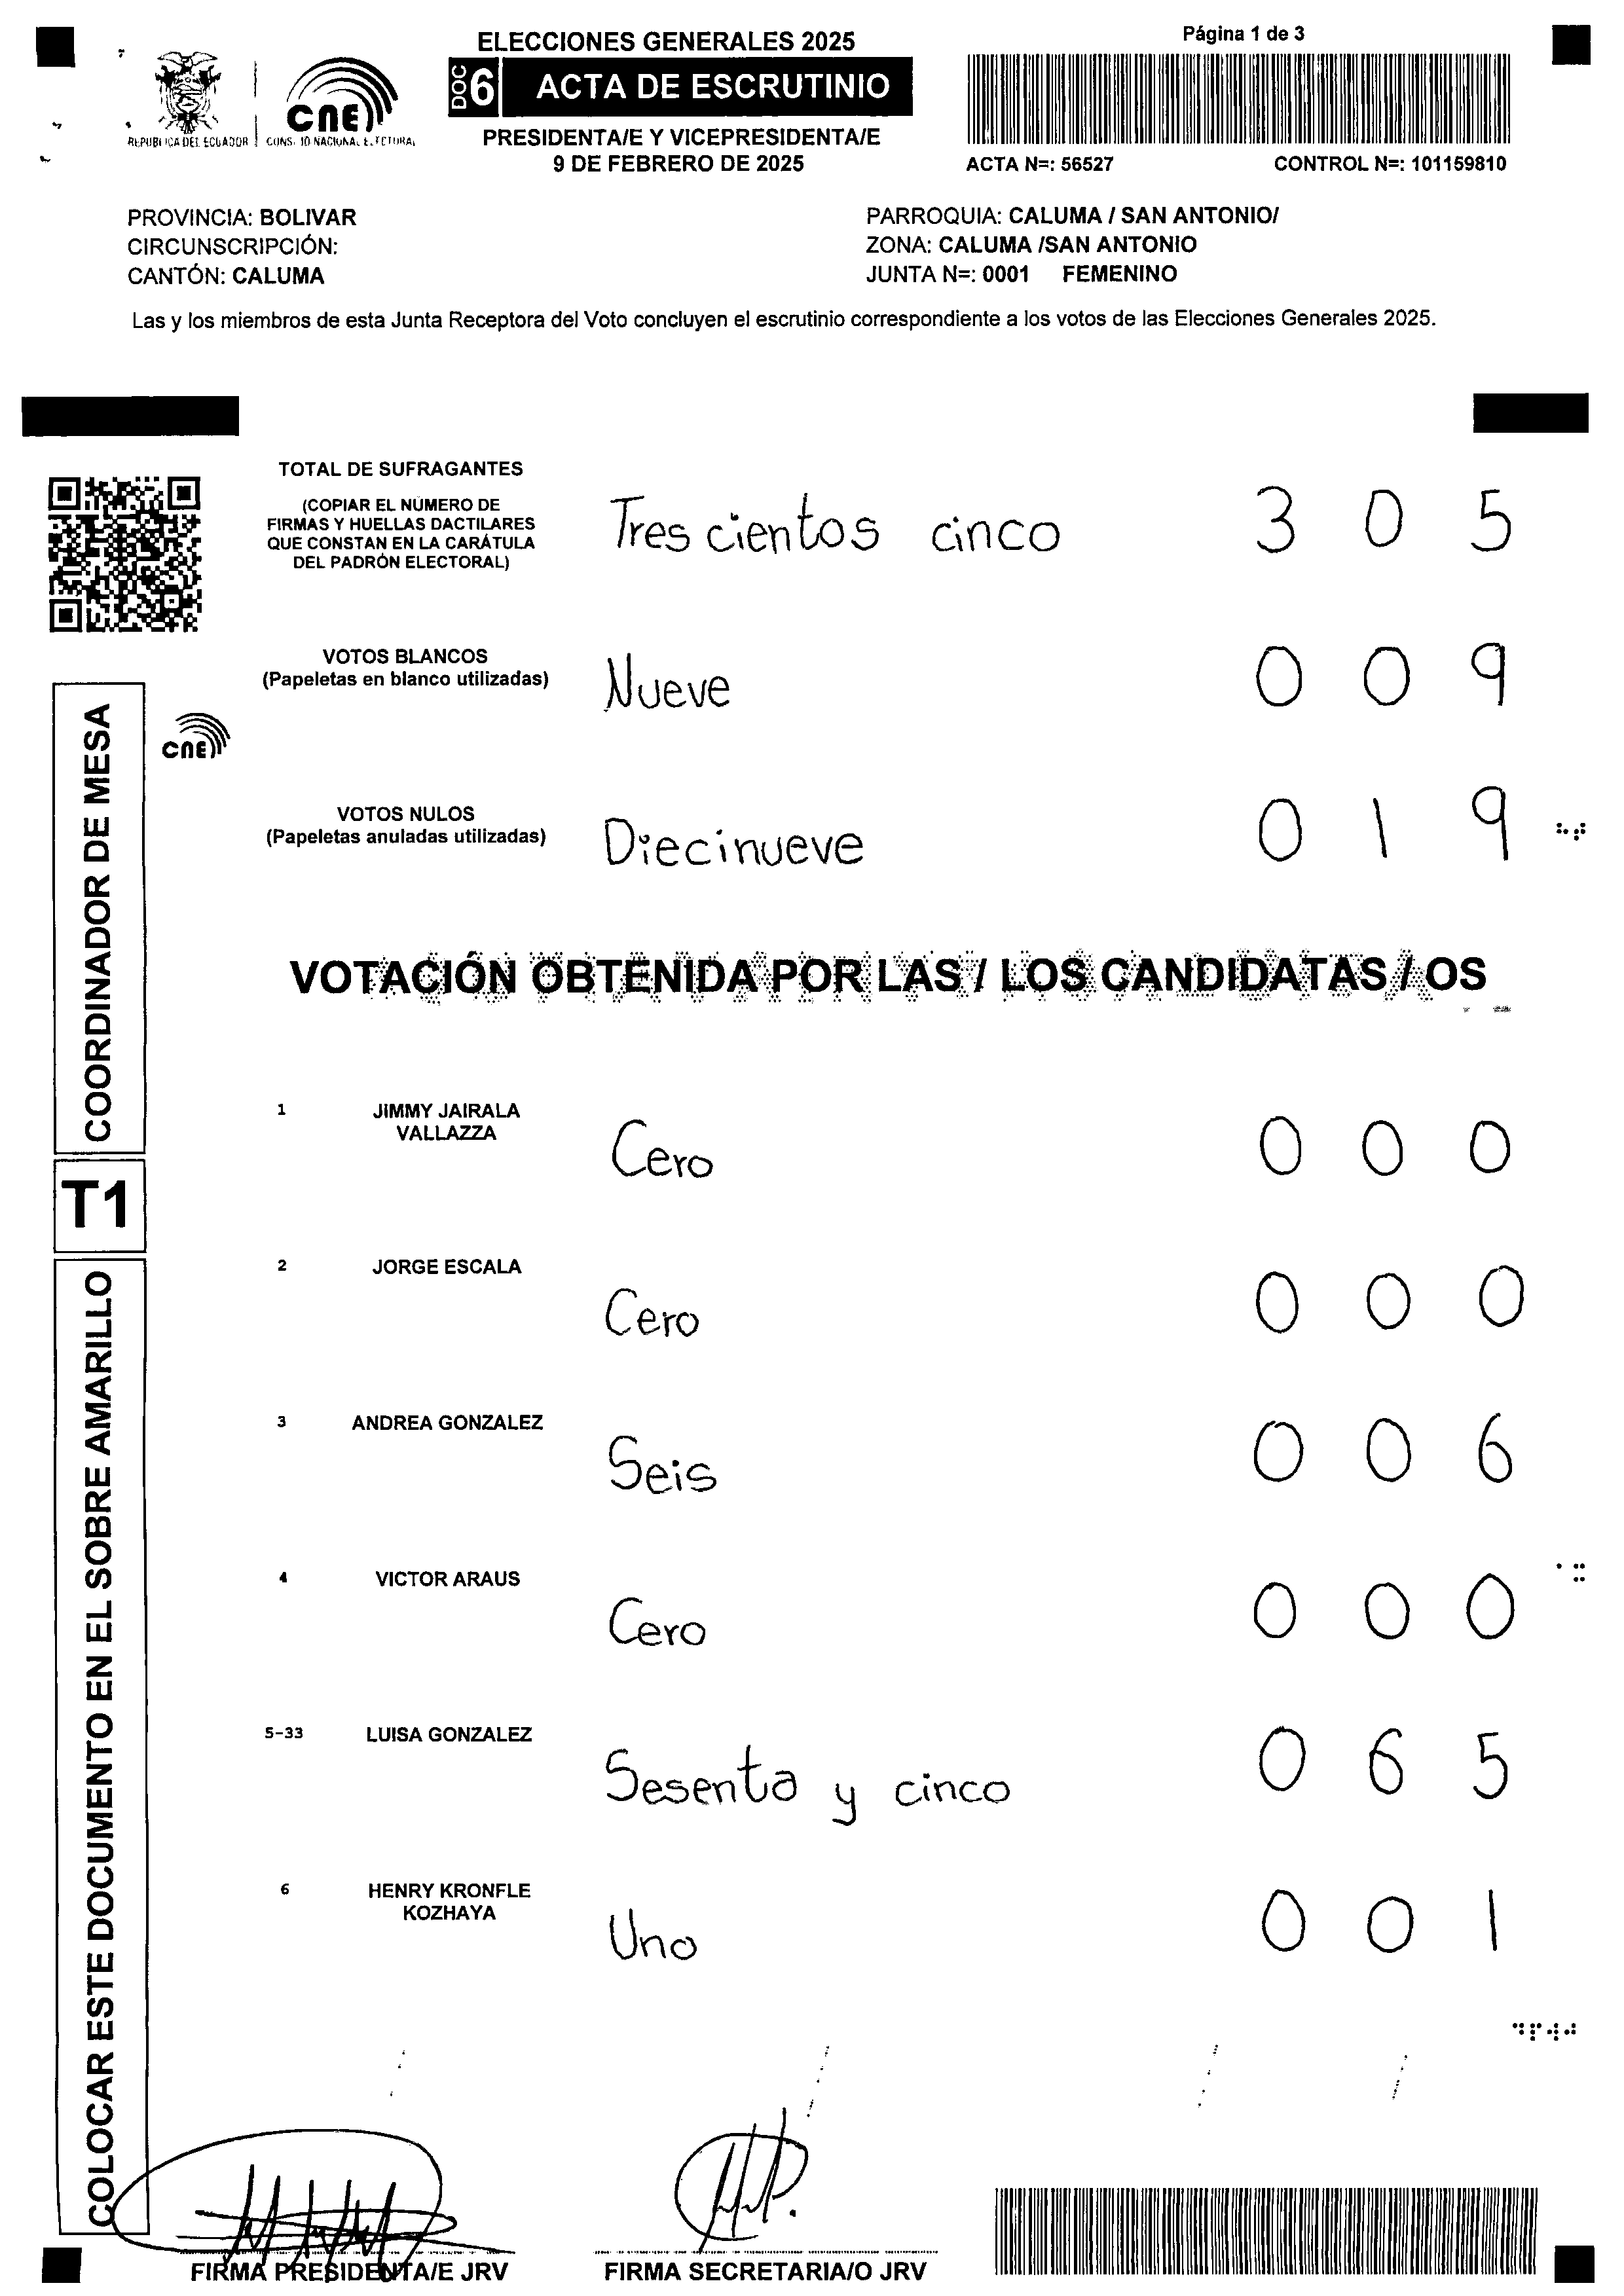 ELECCIONES GENERALES 2025
DOC 6 ACTA DE ESCRUTINIO
PRESIDENTA/E Y VICEPRESIDENTA/E
9 DE FEBRERO DE 2025
Página 1 de 3
ACTA N=: 56527 CONTROL N=: 101159810
REPUBLICA DEL ECUADOR
CNE
PROVINCIA: BOLIVAR
CIRCUNSCRIPCIÓN:
CANTÓN: CALUMA
PARROQUIA: CALUMA / SAN ANTONIO/
ZONA: CALUMA /SAN ANTONIO
JUNTA N=: 0001 FEMENINO
Las y los miembros de esta Junta Receptora del Voto concluyen el escrutinio correspondiente a los votos de las Elecciones Generales 2025.
TOTAL DE SUFRAGANTES
(COPIAR EL NÚMERO DE
FIRMAS Y HUELLAS DACTILARES
QUE CONSTAN EN LA CARÁTULA
DEL PADRÓN ELECTORAL)
Tres cientos cinco 3 0 5
VOTOS BLANCOS
(Papeletas en blanco utilizadas)
Nueve 0 0 9
CNE
VOTOS NULOS
(Papeletas anuladas utilizadas)
Diecinueve 0 1 9
VOTACIÓN OBTENIDA POR LAS / LOS CANDIDATAS / OS
1 JIMMY JAIRALA
VALLAZZA
Cero 0 0 0
2 JORGE ESCALA
Cero 0 0 0
3 ANDREA GONZALEZ
Seis 0 0 6
4 VICTOR ARAUS
Cero 0 0 0
5-33 LUISA GONZALEZ
Sesenta y cinco 0 6 5
6 HENRY KRONFLE
KOZHAYA
Uno 0 0 1
COORDINADOR DE MESA
T1
COLOCAR ESTE DOCUMENTO EN EL SOBRE AMARILLO
FIRMA PRESIDENTA/E JRV
FIRMA SECRETARIA/O JRV